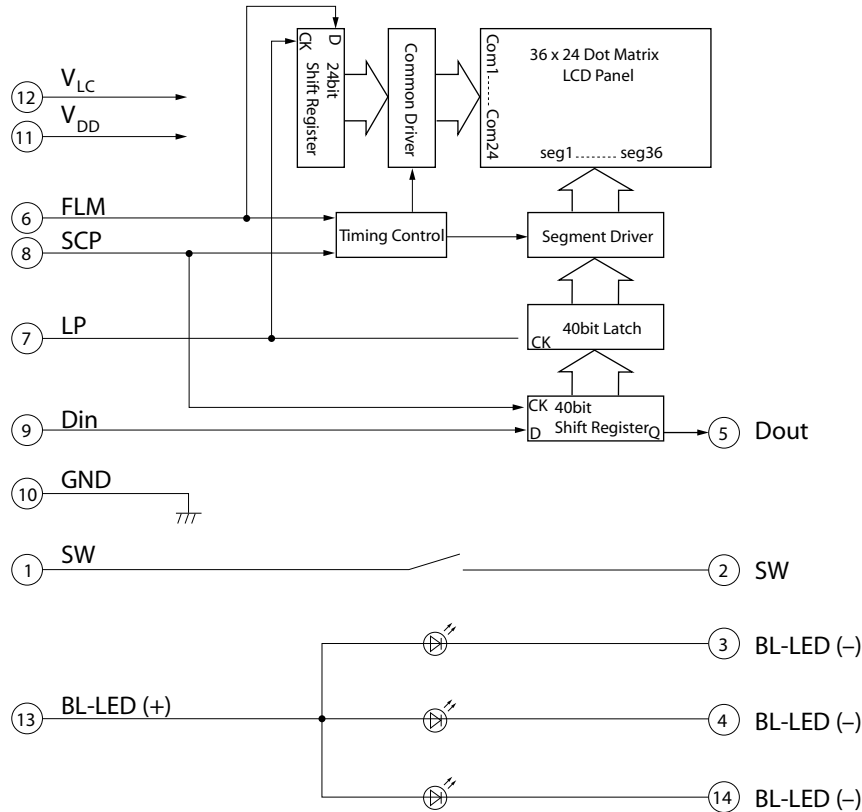 D
CK
24bit
Shift Register
Common Driver
Com1...... Com24
36 x 24 Dot Matrix
LCD Panel
seg1........ seg36
12 VLC
11 VDD
6 FLM
8 SCP
Timing Control
Segment Driver
7 LP
40bit Latch
CK
9 Din
CK 40bit
D Shift Register Q
5 Dout
10 GND
1 SW
2 SW
3 BL-LED (–)
13 BL-LED (+)
4 BL-LED (–)
14 BL-LED (–)